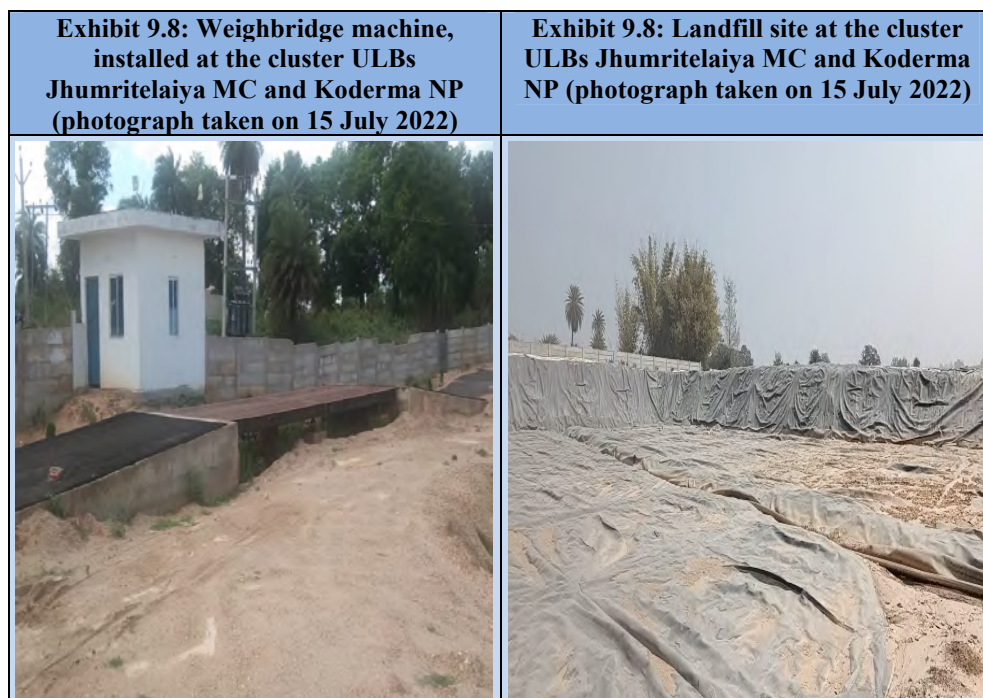 Exhibit 9.8: Weighbridge machine,
installed at the cluster ULBs
Jhumritelaiya MC and Koderma
NP (photograph taken on 15 July 2022)
Exhibit 9.8: Landfill site at the cluster
ULBs Jhumritelaiya MC and Koderma
NP (photograph taken on 15 July 2022)